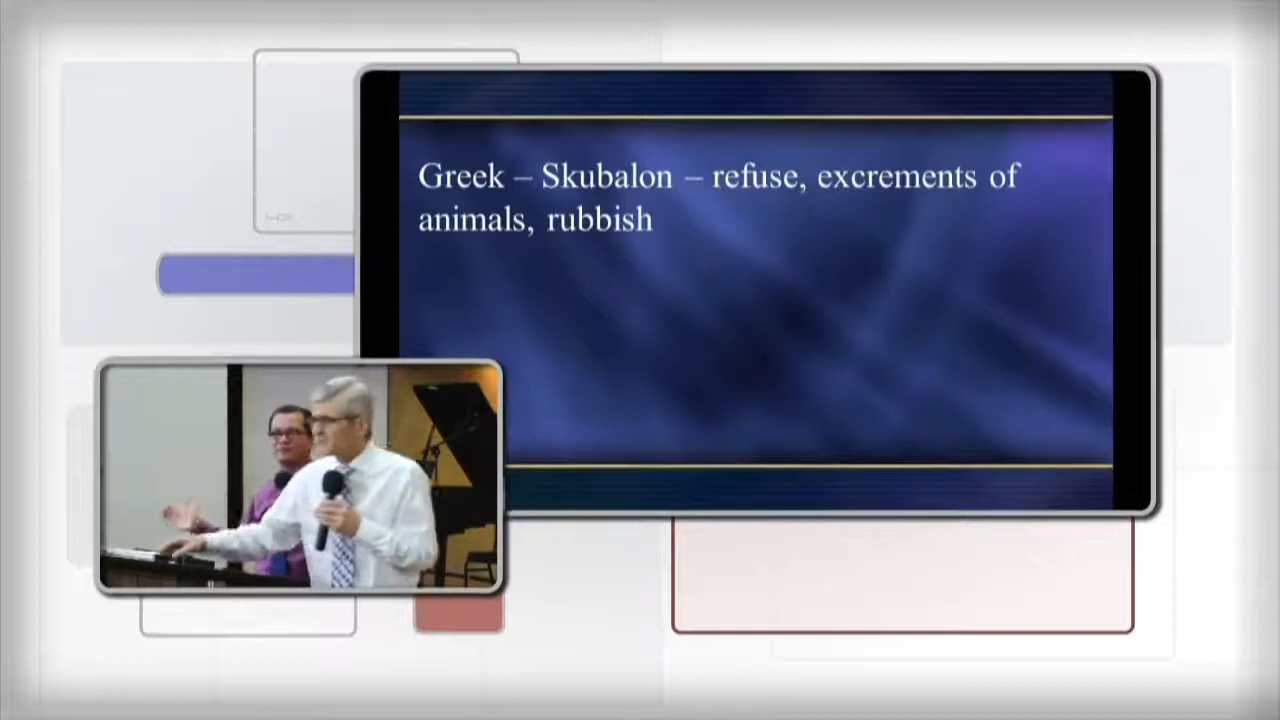 Greek – Skubalon – refuse, excrements of
animals, rubbish